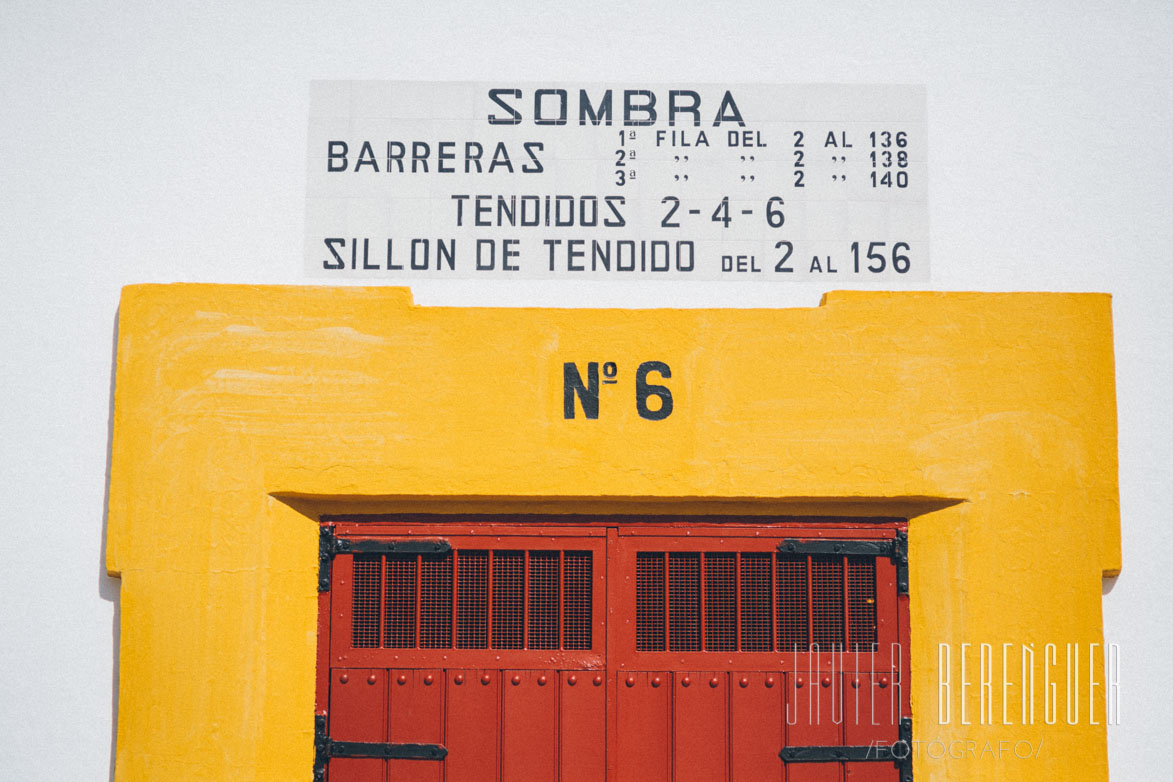 SOMBRA
BARRERAS 1ª FILA DEL 2 AL 136
2ª ,, ,, 2 ,, 138
3ª ,, ,, 2 ,, 140
TENDIDOS 2-4-6
SILLON DE TENDIDO DEL 2 AL 156
Nº 6
JAVIER BERENGUER
/FOTOGRAFO/